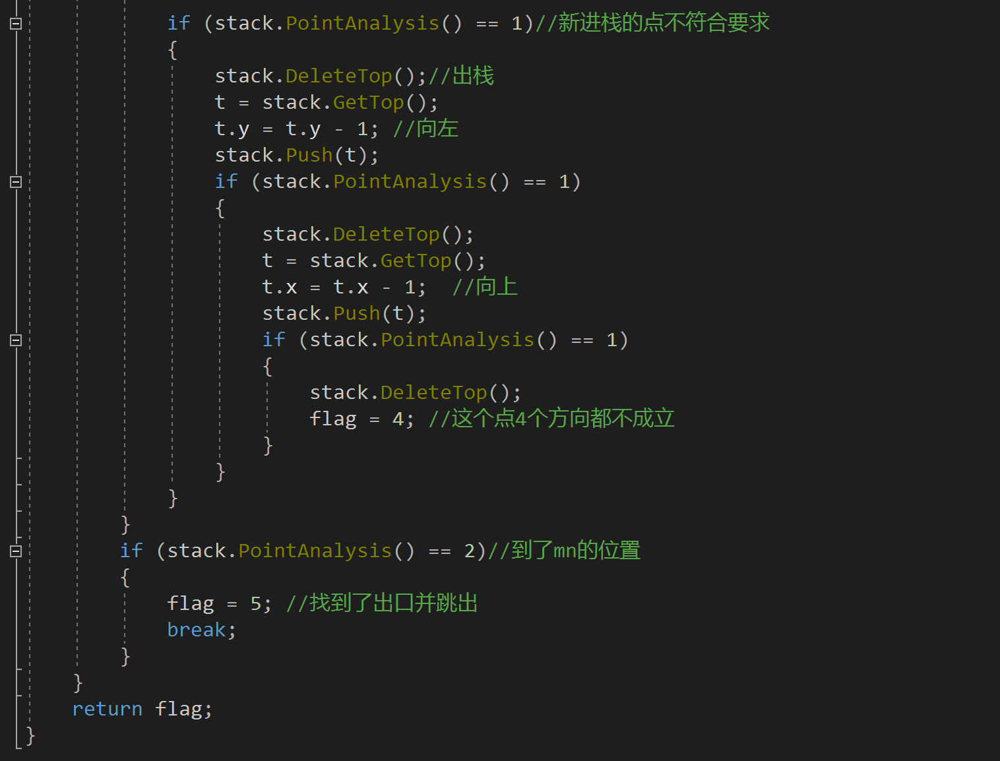 if (stack.PointAnalysis() == 1)//新进栈的点不符合要求
{
stack.DeleteTop();//出栈
t = stack.GetTop();
t.y = t.y - 1; //向左
stack.Push(t);
if (stack.PointAnalysis() == 1)
{
stack.DeleteTop();
t = stack.GetTop();
t.x = t.x - 1;  //向上
stack.Push(t);
if (stack.PointAnalysis() == 1)
{
stack.DeleteTop();
flag = 4; //这个点4个方向都不成立
}
}
}
}
if (stack.PointAnalysis() == 2)//到了mn的位置
{
flag = 5; //找到了出口并跳出
break;
}
}
return flag;
}